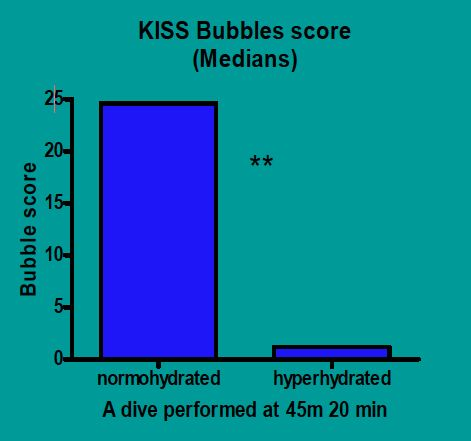 KISS Bubbles score
(Medians)
Bubble score
25
20
15
10
5
0
**
normohydrated
hyperhydrated
A dive performed at 45m 20 min